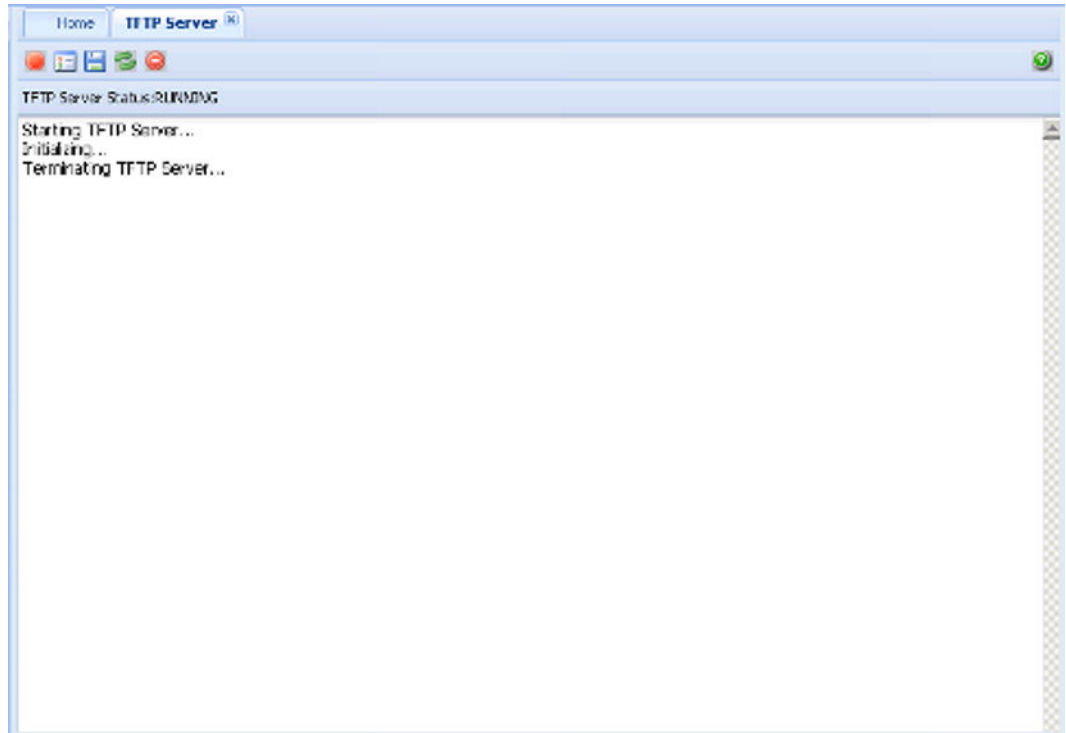 Home TFTP Server
TFTP Server Status:RUNNING
Starting TFTP Server...
Initializing...
Terminating TFTP Server...